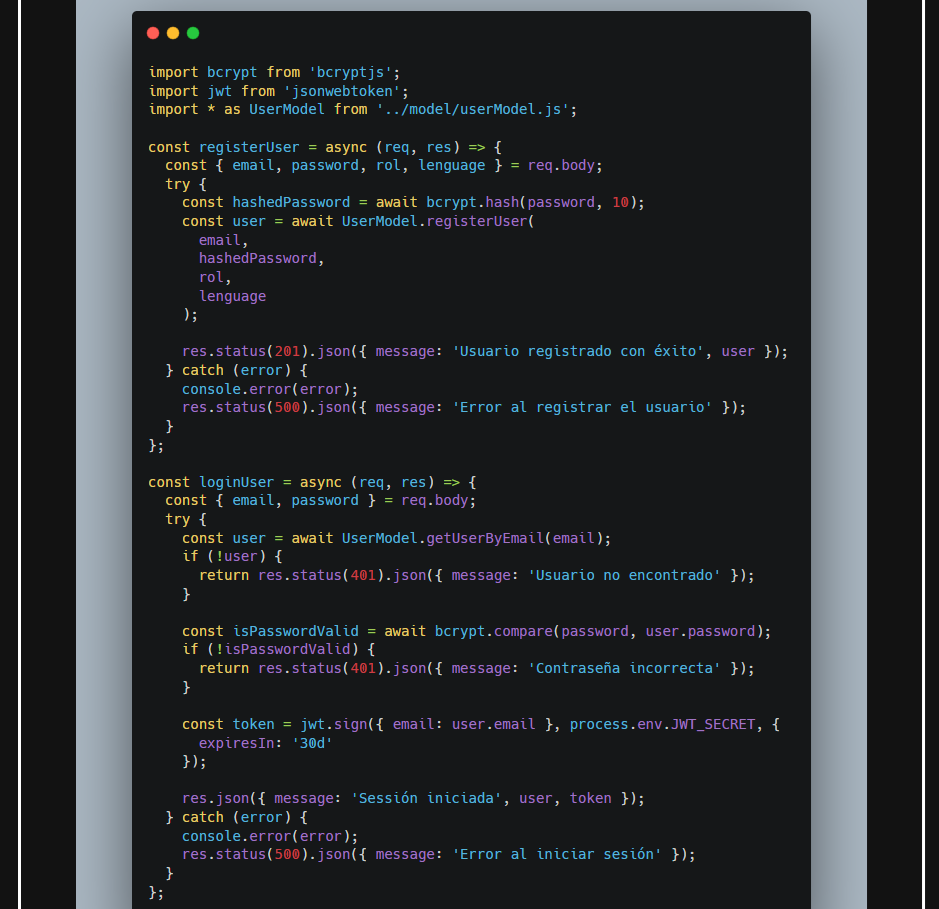 import bcrypt from 'bcryptjs';
import jwt from 'jsonwebtoken';
import * as UserModel from '../model/userModel.js';
const registerUser = async (req, res) => {
  const { email, password, rol, lenguage } = req.body;
  try {
    const hashedPassword = await bcrypt.hash(password, 10);
    const user = await UserModel.registerUser(
      email,
      hashedPassword,
      rol,
      lenguage
    );
    res.status(201).json({ message: 'Usuario registrado con éxito', user });
  } catch (error) {
    console.error(error);
    res.status(500).json({ message: 'Error al registrar el usuario' });
  }
};
const loginUser = async (req, res) => {
  const { email, password } = req.body;
  try {
    const user = await UserModel.getUserByEmail(email);
    if (!user) {
      return res.status(401).json({ message: 'Usuario no encontrado' });
    }
    const isPasswordValid = await bcrypt.compare(password, user.password);
    if (!isPasswordValid) {
      return res.status(401).json({ message: 'Contraseña incorrecta' });
    }
    const token = jwt.sign({ email: user.email }, process.env.JWT_SECRET, {
      expiresIn: '30d'
    });
    res.json({ message: 'Sessión iniciada', user, token });
  } catch (error) {
    console.error(error);
    res.status(500).json({ message: 'Error al iniciar sesión' });
  }
};